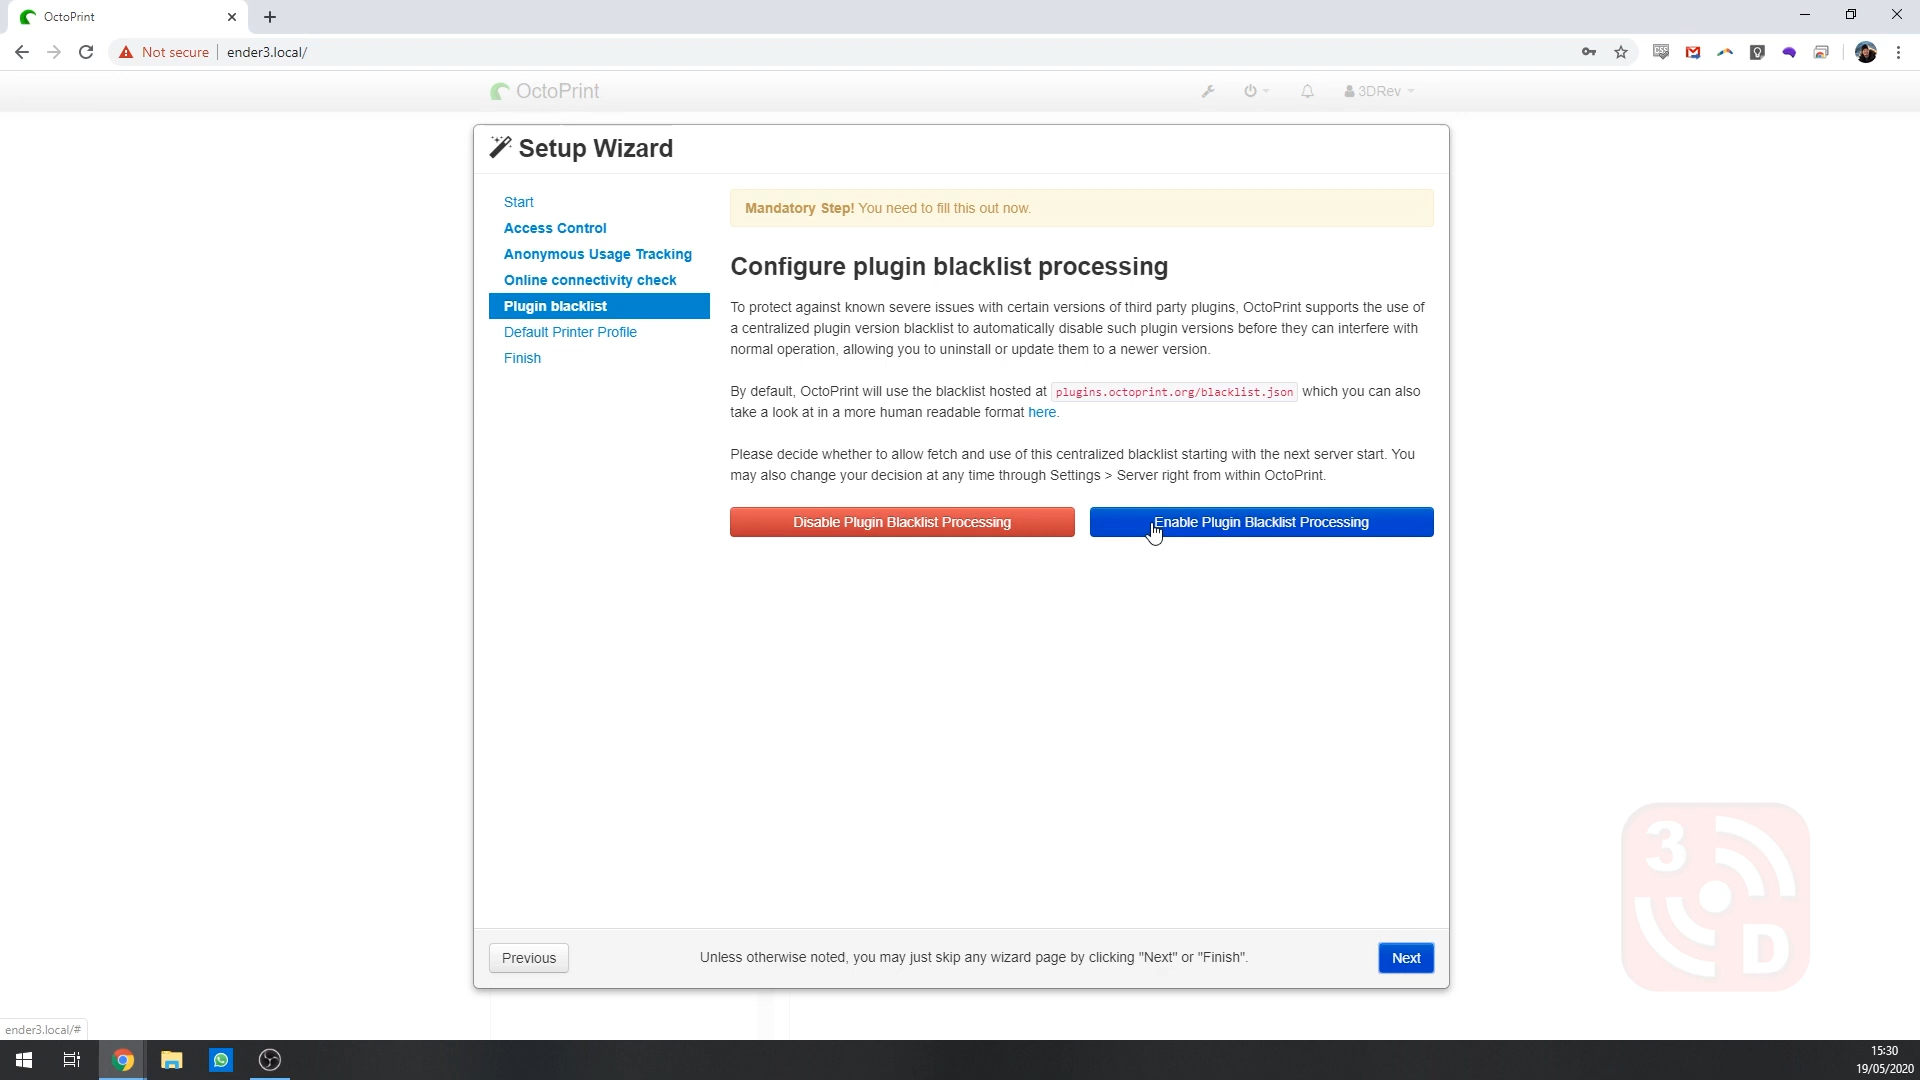 OctoPrint
Not secure
ender3.local/
OctoPrint
3DRev
Setup Wizard
Start
Access Control
Anonymous Usage Tracking
Online connectivity check
Plugin blacklist
Default Printer Profile
Finish
Mandatory Step! You need to fill this out now.
Configure plugin blacklist processing
To protect against known severe issues with certain versions of third party plugins, OctoPrint supports the use of
a centralized plugin version blacklist to automatically disable such plugin versions before they can interfere with
normal operation, allowing you to uninstall or update them to a newer version.
By default, OctoPrint will use the blacklist hosted at plugins.octoprint.org/blacklist.json which you can also
take a look at in a more human readable format here.
Please decide whether to allow fetch and use of this centralized blacklist starting with the next server start. You
may also change your decision at any time through Settings > Server right from within OctoPrint.
Disable Plugin Blacklist Processing
Enable Plugin Blacklist Processing
Previous
Unless otherwise noted, you may just skip any wizard page by clicking "Next" or "Finish".
Next
3
D
ender3.local/#
15:30
19/05/2020